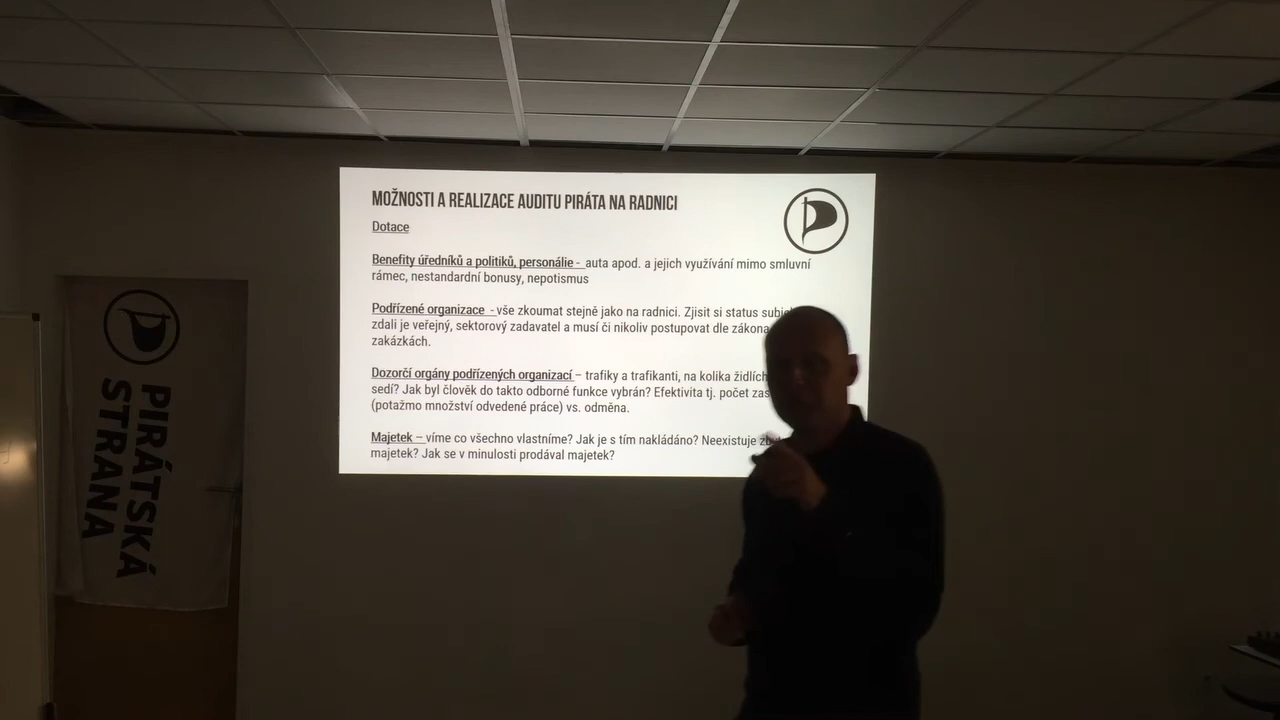 MOŽNOSTI A REALIZACE AUDITU PIRÁTA NA RADNICI
Dotace
Benefity úředníků a politiků, personálie - auta apod. a jejich využívání mimo smluvní
rámec, nestandardní bonusy, nepotismus
Podřízené organizace - vše zkoumat stejně jako na radnici. Zjisit si status
zdali je veřejný, sektorový zadavatel a musí či nikoliv postupovat dle zákona
zakázkách.
Dozorčí orgány podřízených organizací – trafiky a trafikanti, na kolika židlích
sedí? Jak byl člověk do takto odborné funkce vybrán? Efektivita tj. počet
(potažmo množství odvedené práce) vs. odměna.
Majetek – víme co všechno vlastníme? Jak je s tím nakládáno? Neexistuje
majetek? Jak se v minulosti prodával majetek?
PIRÁTSKÁ
STRANA